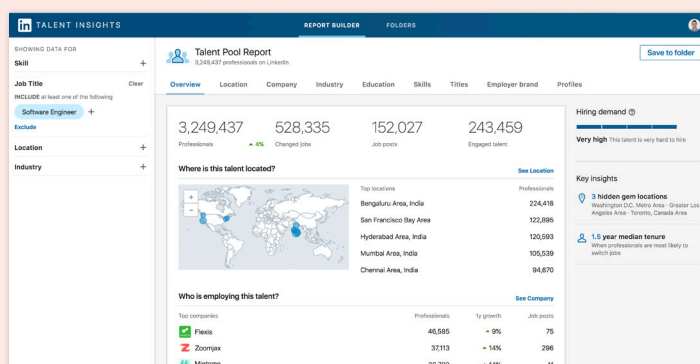 in TALENT INSIGHTS
REPORT BUILDER FOLDERS
SHOWING DATA FOR
Skill +
Job Title Clear
INCLUDE at least one of the following
Software Engineer +
Exclude
Location +
Industry +
Talent Pool Report
3,249,437 professionals on LinkedIn
Save to folder
Overview Location Company Industry Education Skills Titles Employer brand Profiles
3,249,437 528,335 152,027 243,459
Professionals 4% Changed jobs Job posts Engaged talent
Where is this talent located? See Location
+
−
Top locations Professionals
Bengaluru Area, India 224,418
San Francisco Bay Area 122,895
Hyderabad Area, India 120,593
Mumbai Area, India 105,539
Chennai Area, India 94,670
Who is employing this talent? See Company
Top companies Professionals 1y growth Job posts
Flexis 46,585 9% 75
Zoomjax 37,113 14% 296
Hiring demand
Very high This talent is very hard to hire
Key insights
3 hidden gem locations
Washington D.C. Metro Area · Greater Los
Angeles Area · Toronto, Canada Area
1.5 year median tenure
When professionals are most likely to
switch jobs